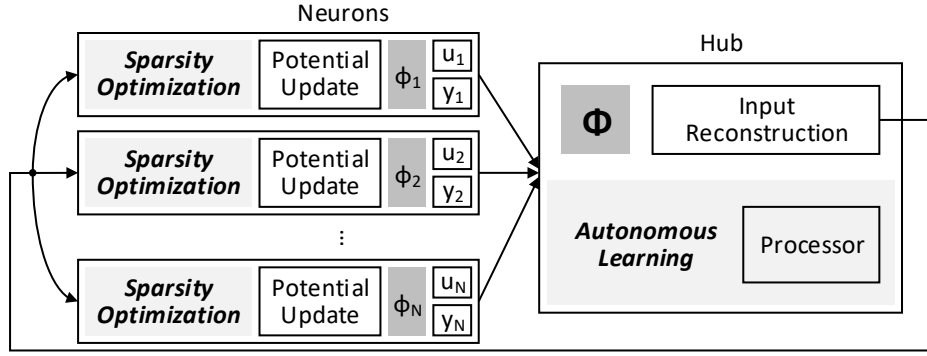 Neurons
Sparsity
Optimization
Potential
Update
ϕ₁
u₁
y₁
Sparsity
Optimization
Potential
Update
ϕ₂
u₂
y₂
...
Sparsity
Optimization
Potential
Update
ϕN
uN
yN
Hub
Φ
Input
Reconstruction
Autonomous
Learning
Processor